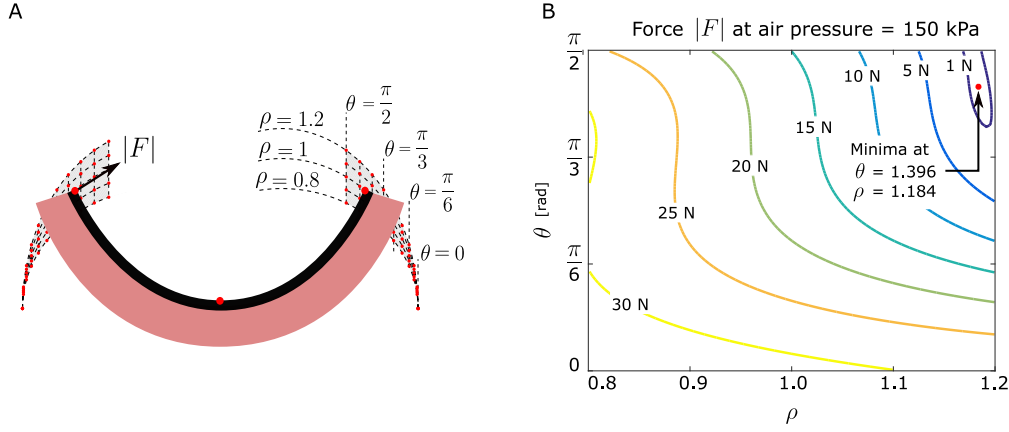 A
|F|
ρ = 1.2
ρ = 1
ρ = 0.8
θ = π/2
π/3
π/6
θ = 0
B
Force |F| at air pressure = 150 kPa
π/2
π/3
π/6
0
θ [rad]
10 N
5 N
1 N
15 N
20 N
25 N
30 N
Minima at
θ = 1.396
ρ = 1.184
0.8
0.9
1.0
1.1
1.2
ρ